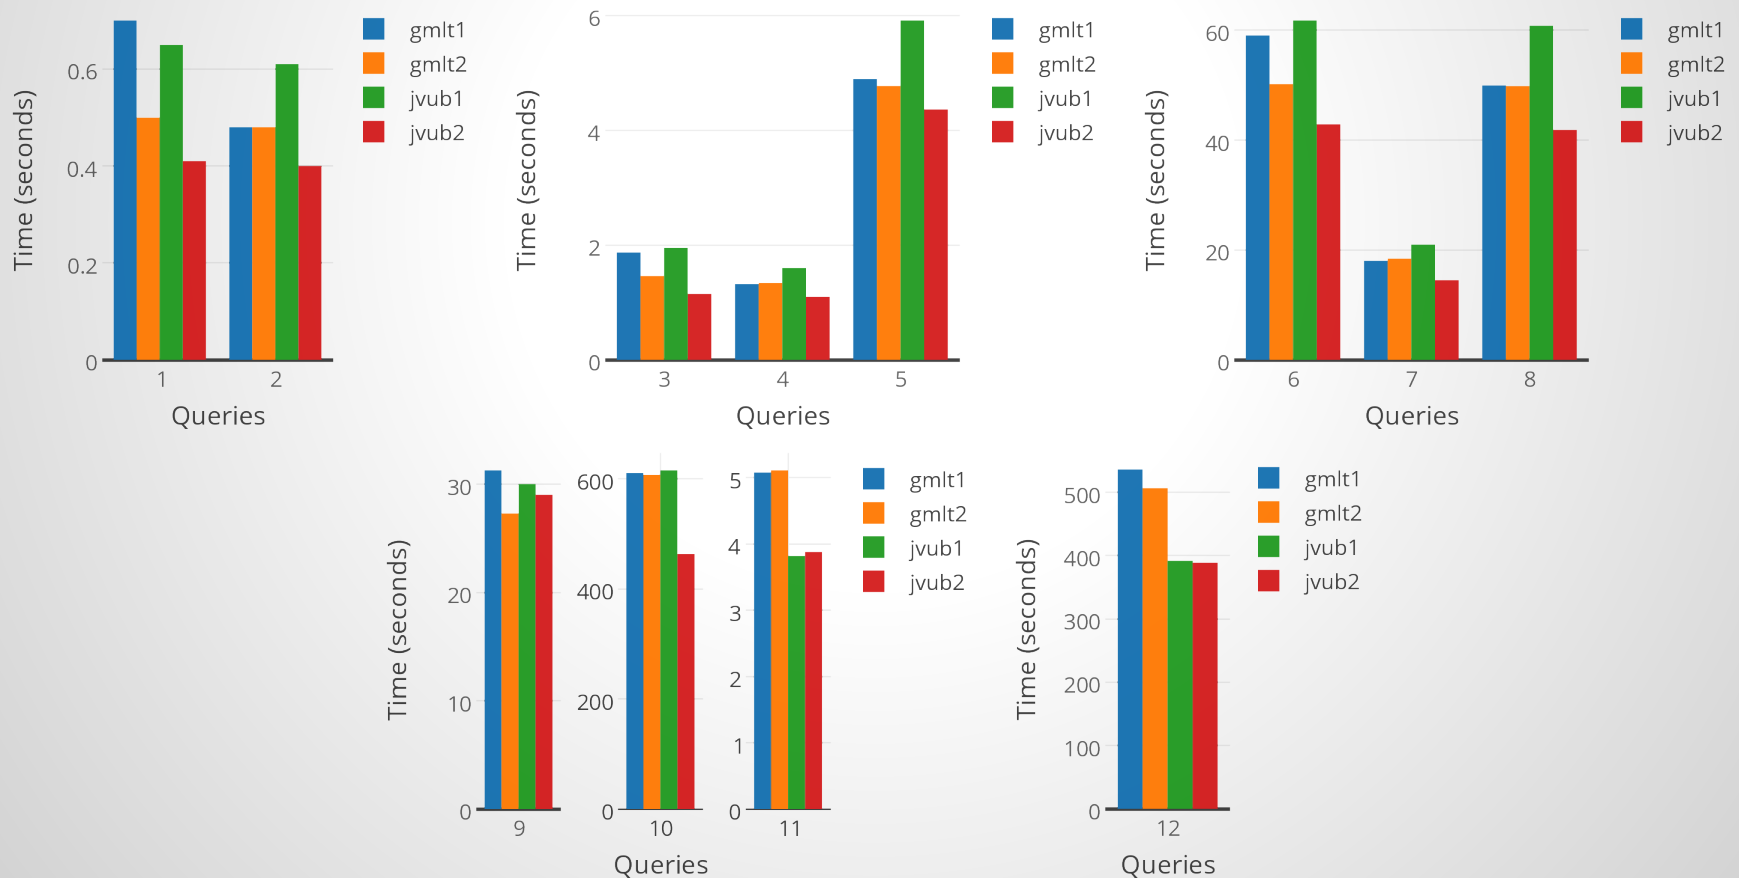 Time (seconds)
0.6
0.4
0.2
0
1
2
Queries
gmlt1
gmlt2
jvub1
jvub2
Time (seconds)
6
4
2
0
3
4
5
Queries
gmlt1
gmlt2
jvub1
jvub2
Time (seconds)
60
40
20
0
6
7
8
Queries
gmlt1
gmlt2
jvub1
jvub2
Time (seconds)
30
20
10
0
9
600
400
200
0
10
5
4
3
2
1
0
11
Queries
gmlt1
gmlt2
jvub1
jvub2
Time (seconds)
500
400
300
200
100
0
12
Queries
gmlt1
gmlt2
jvub1
jvub2